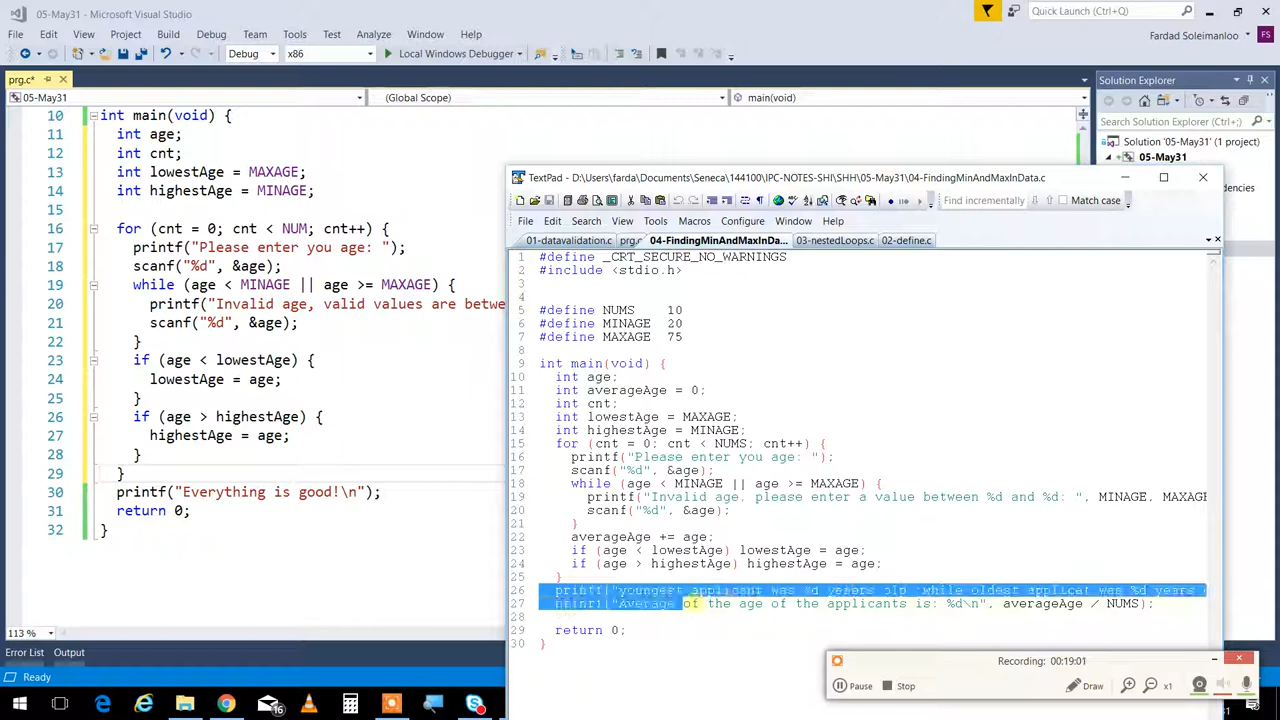 05-May31 - Microsoft Visual Studio
Quick Launch (Ctrl+Q)
File Edit View Project Build Debug Team Tools Test Analyze Window Help
Fardad Soleimanloo FS
Debug x86 Local Windows Debugger
prg.c*
05-May31 (Global Scope) main(void)
10 int main(void) {
11 int age;
12 int cnt;
13 int lowestAge = MAXAGE;
14 int highestAge = MINAGE;
15
16 for (cnt = 0; cnt < NUM; cnt++) {
17 printf("Please enter you age: ");
18 scanf("%d", &age);
19 while (age < MINAGE || age >= MAXAGE) {
20 printf("Invalid age, valid values are betwe
21 scanf("%d", &age);
22 }
23 if (age < lowestAge) {
24 lowestAge = age;
25 }
26 if (age > highestAge) {
27 highestAge = age;
28 }
29 }
30 printf("Everything is good!\n");
31 return 0;
32 }
113 %
Error List Output
Ready
Solution Explorer
Search Solution Explorer (Ctrl+;)
Solution '05-May31' (1 project)
05-May31
endencies
TextPad - D:\Users\farda\Documents\Seneca\144100\IPC-NOTES-SHI\SHH\05-May31\04-FindingMinAndMaxInData.c
Find incrementally Match case
File Edit Search View Tools Macros Configure Window Help
01-datavalidation.c prg.c 04-FindingMinAndMaxInDa... 03-nestedLoops.c 02-define.c
1 #define _CRT_SECURE_NO_WARNINGS
2 #include <stdio.h>
3
4
5 #define NUMS 10
6 #define MINAGE 20
7 #define MAXAGE 75
8
9 int main(void) {
10 int age;
11 int averageAge = 0;
12 int cnt;
13 int lowestAge = MAXAGE;
14 int highestAge = MINAGE;
15 for (cnt = 0; cnt < NUMS; cnt++) {
16 printf("Please enter you age: ");
17 scanf("%d", &age);
18 while (age < MINAGE || age >= MAXAGE) {
19 printf("Invalid age, please enter a value between %d and %d: ", MINAGE, MAXAGE
20 scanf("%d", &age);
21 }
22 averageAge += age;
23 if (age < lowestAge) lowestAge = age;
24 if (age > highestAge) highestAge = age;
25 }
26 printf("youngest applicant was %d years olp while oldest applicat was %d years
27 printf("Average of the age of the applicants is: %d\n", averageAge / NUMS);
28
29 return 0;
30 }
Recording: 00:19:01
Pause Stop Draw x1
16